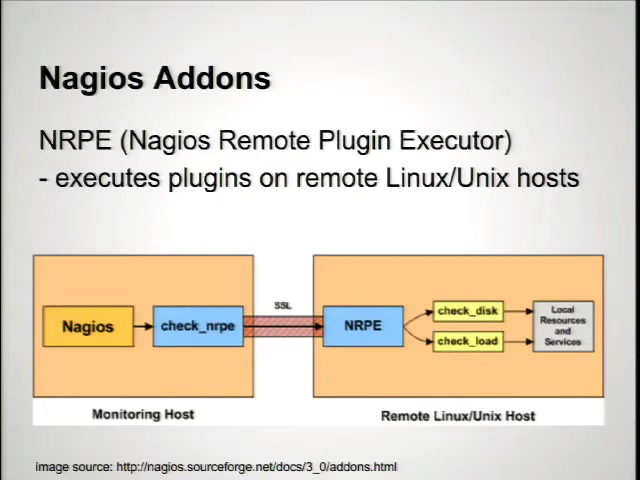 Nagios Addons
NRPE (Nagios Remote Plugin Executor)
- executes plugins on remote Linux/Unix hosts
SSL
Nagios
check_nrpe
NRPE
check_disk
check_load
Local
Resources
and
Services
Monitoring Host
Remote Linux/Unix Host
image source: http://nagios.sourceforge.net/docs/3_0/addons.html